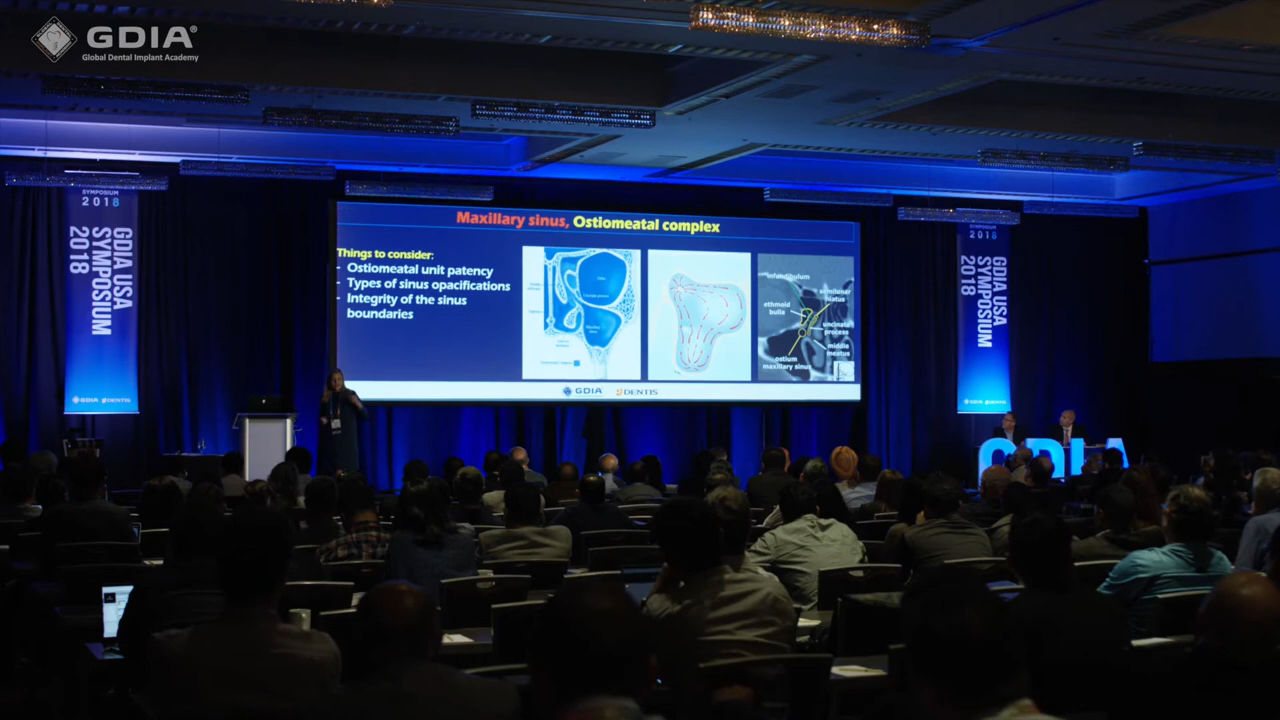 GDIA®
Global Dental Implant Academy
SYMPOSIUM
2018
GDIA USA
SYMPOSIUM
2018
GDIA DENTIS
Maxillary sinus, Ostiomeatal complex
Things to consider:
- Ostiomeatal unit patency
- Types of sinus opacifications
- Integrity of the sinus
boundaries
infandibulum
semilunar
hiatus
ethmoid
bulla
uncinate
process
middle
meatus
ostium
maxillary sinus
GDIA DENTIS
SYMPOSIUM
2018
GDIA USA
SYMPOSIUM
2018
GDIA DENTIS
GDIA